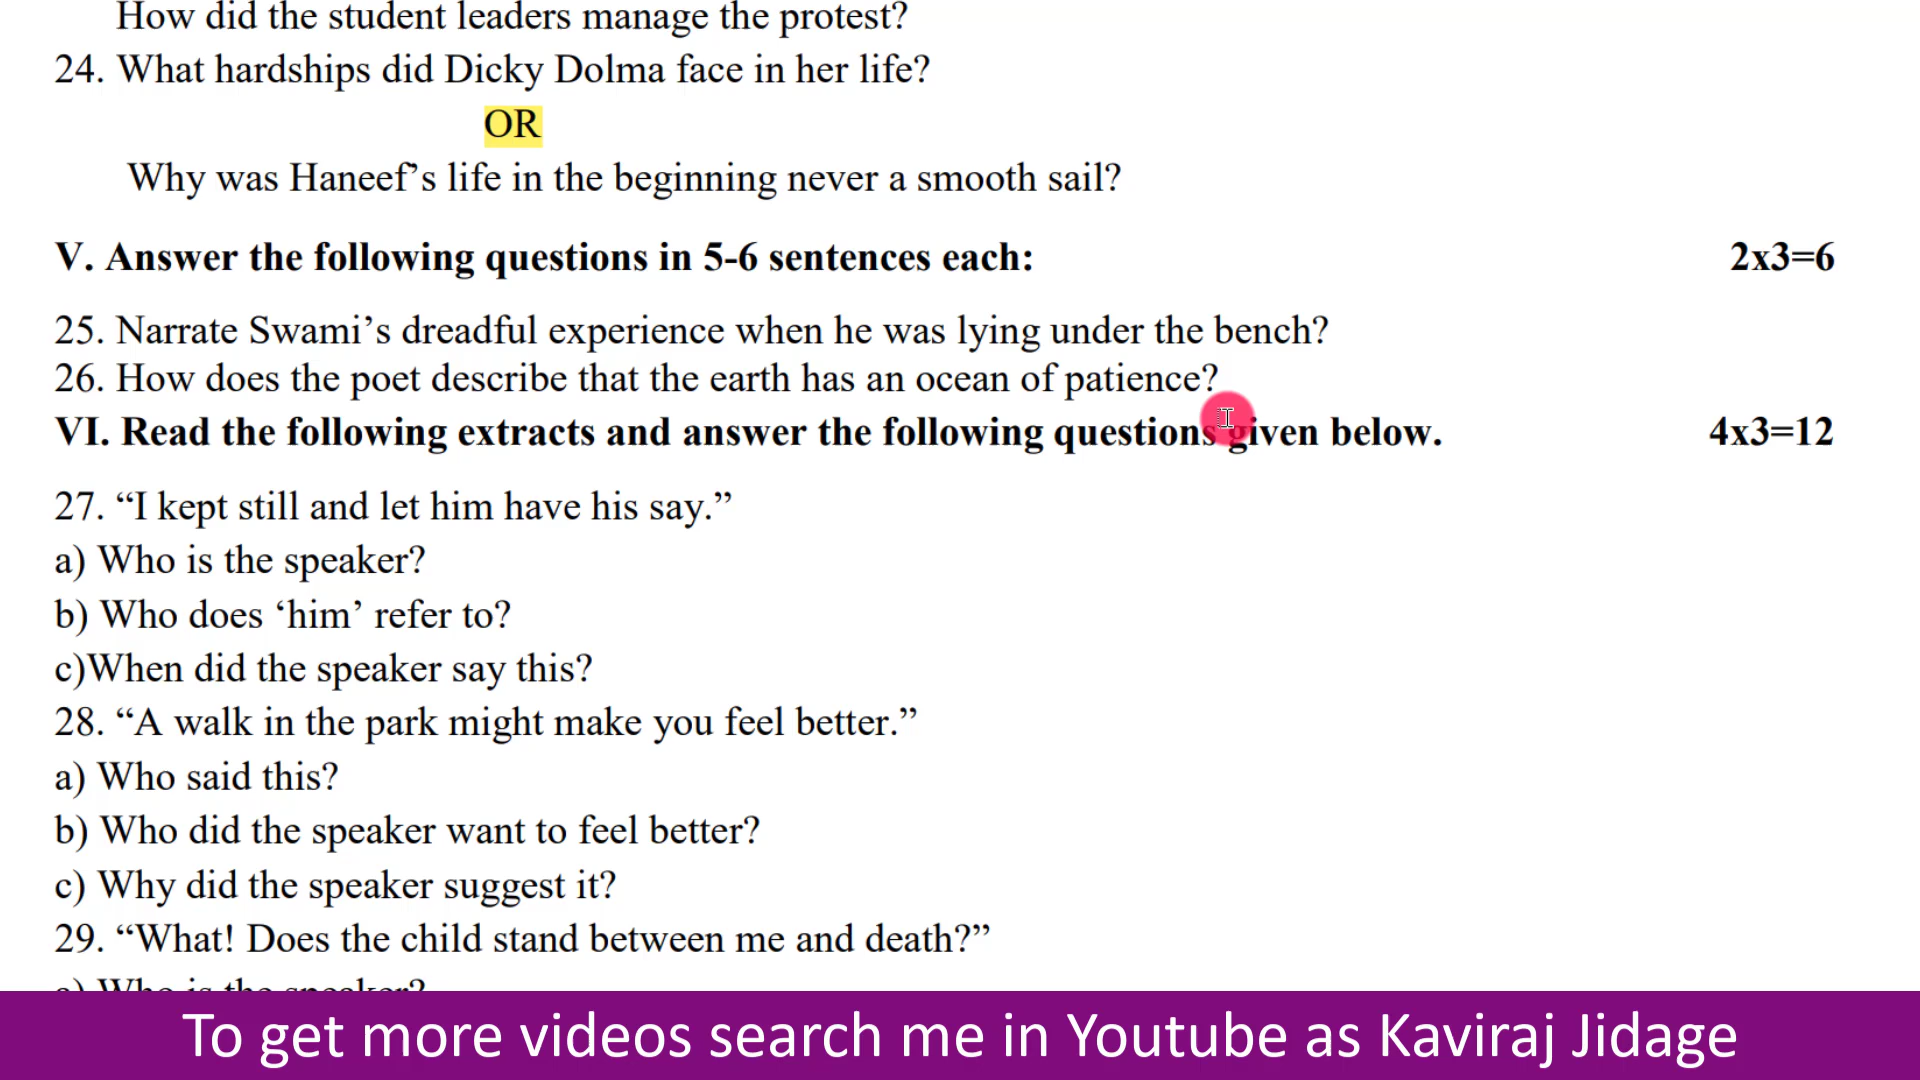 How did the student leaders manage the protest?
24. What hardships did Dicky Dolma face in her life?
OR
Why was Haneef’s life in the beginning never a smooth sail?
V. Answer the following questions in 5-6 sentences each: 2x3=6
25. Narrate Swami’s dreadful experience when he was lying under the bench?
26. How does the poet describe that the earth has an ocean of patience?
VI. Read the following extracts and answer the following questions given below. 4x3=12
27. “I kept still and let him have his say.”
a) Who is the speaker?
b) Who does ‘him’ refer to?
c)When did the speaker say this?
28. “A walk in the park might make you feel better.”
a) Who said this?
b) Who did the speaker want to feel better?
c) Why did the speaker suggest it?
29. “What! Does the child stand between me and death?”
a) Who is the speaker?
To get more videos search me in Youtube as Kaviraj Jidage